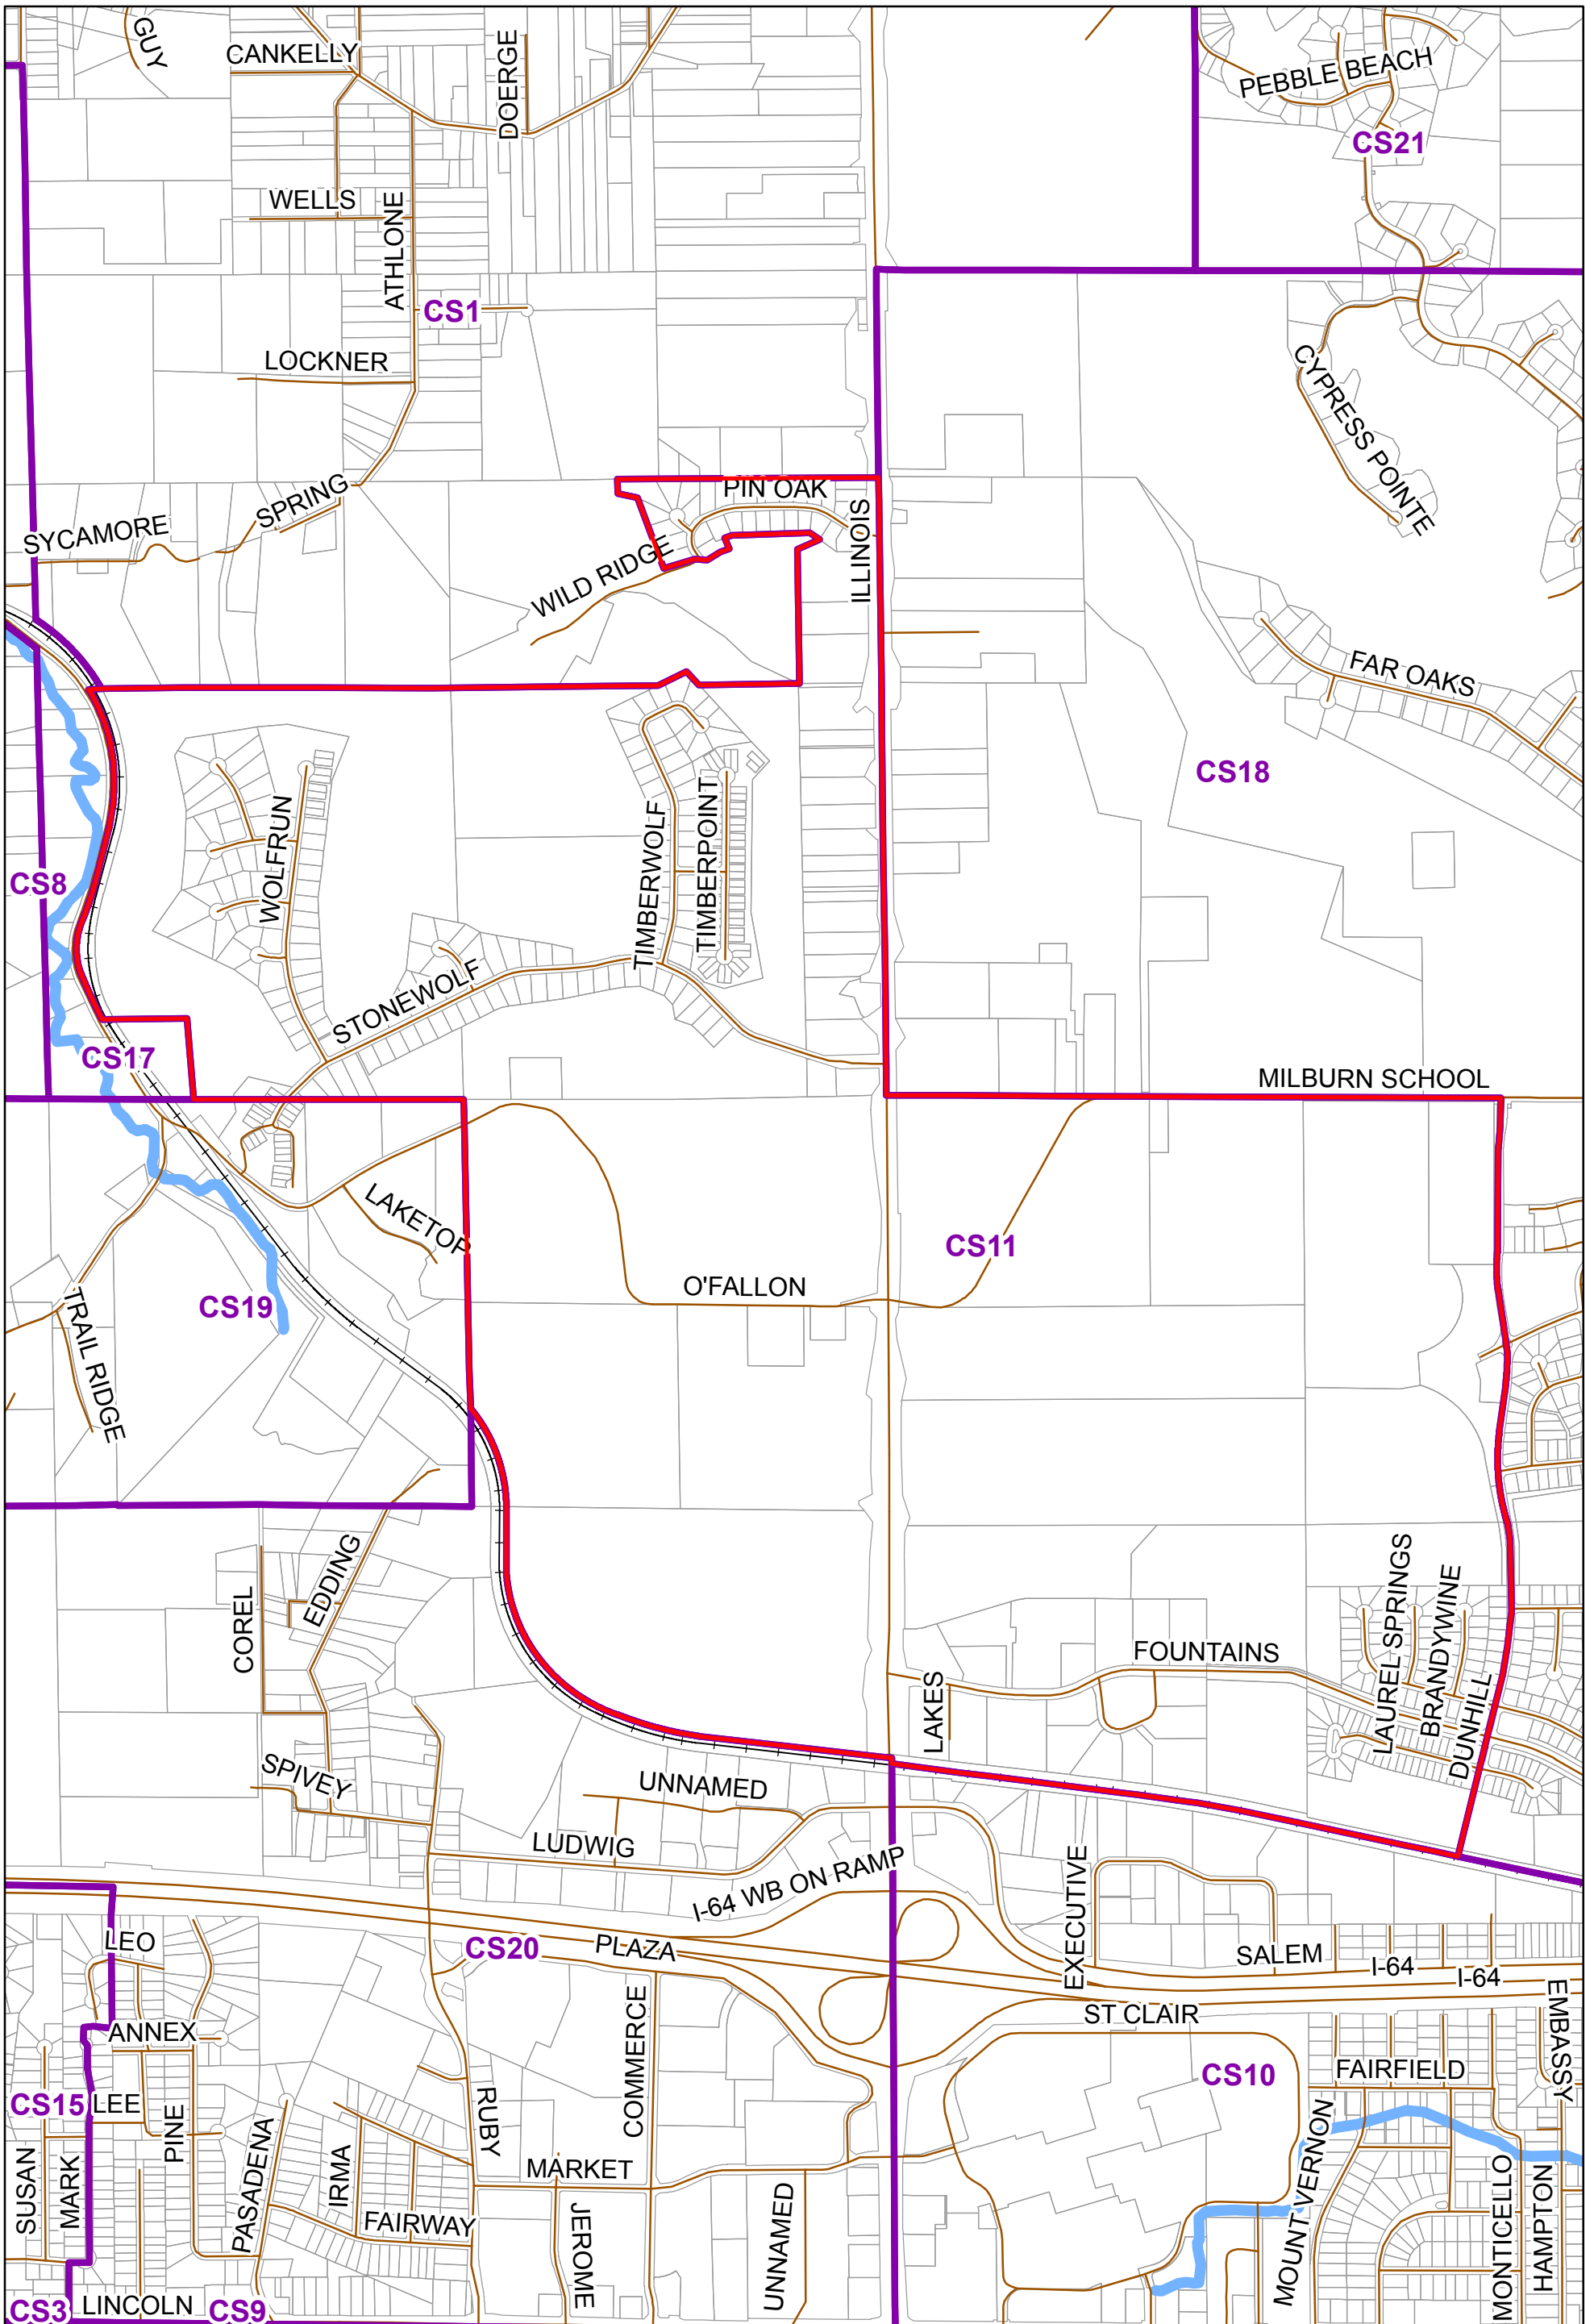 GUY
CANKELLY
DOERGE
PEBBLE BEACH
CS21
WELLS
ATHLONE
CS1
LOCKNER
CYPRESS POINTE
SPRING
PIN OAK
SYCAMORE
ILLINOIS
WILD RIDGE
FAR OAKS
CS18
WOLFRUN
TIMBERWOLF
TIMBERPOINT
CS8
STONEWOLF
CS17
MILBURN SCHOOL
LAKETOP
CS11
O'FALLON
CS19
TRAIL RIDGE
EDDING
COREL
LAUREL SPRINGS
BRANDYWINE
FOUNTAINS
LAKES
DUNHILL
SPIVEY
UNNAMED
LUDWIG
I-64 WB ON RAMP
EXECUTIVE
LEO
CS20
PLAZA
SALEM
I-64
I-64
ST CLAIR
EMBASSY
ANNEX
COMMERCE
FAIRFIELD
CS10
CS15
LEE
PINE
RUBY
MOUNT VERNON
SUSAN
MARK
PASADENA
IRMA
MARKET
FAIRWAY
JEROME
UNNAMED
MONTICELLO
HAMPTON
CS3
LINCOLN
CS9